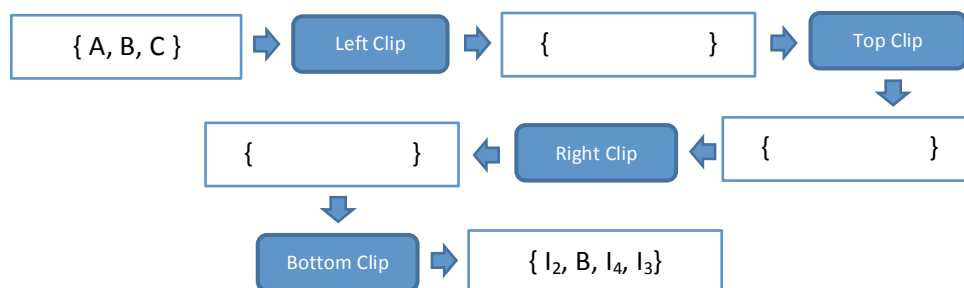 { A, B, C }
Left Clip
{ }
Top Clip
{ }
Right Clip
{ }
Bottom Clip
{ I₂, B, I₄, I₃}